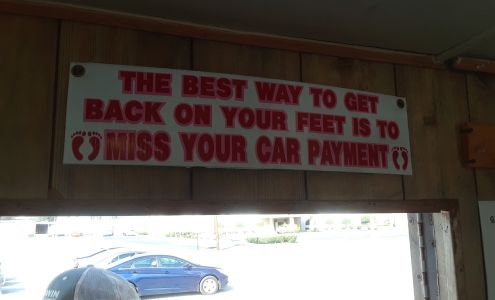 THE BEST WAY TO GET
BACK ON YOUR FEET IS TO
MISS YOUR CAR PAYMENT